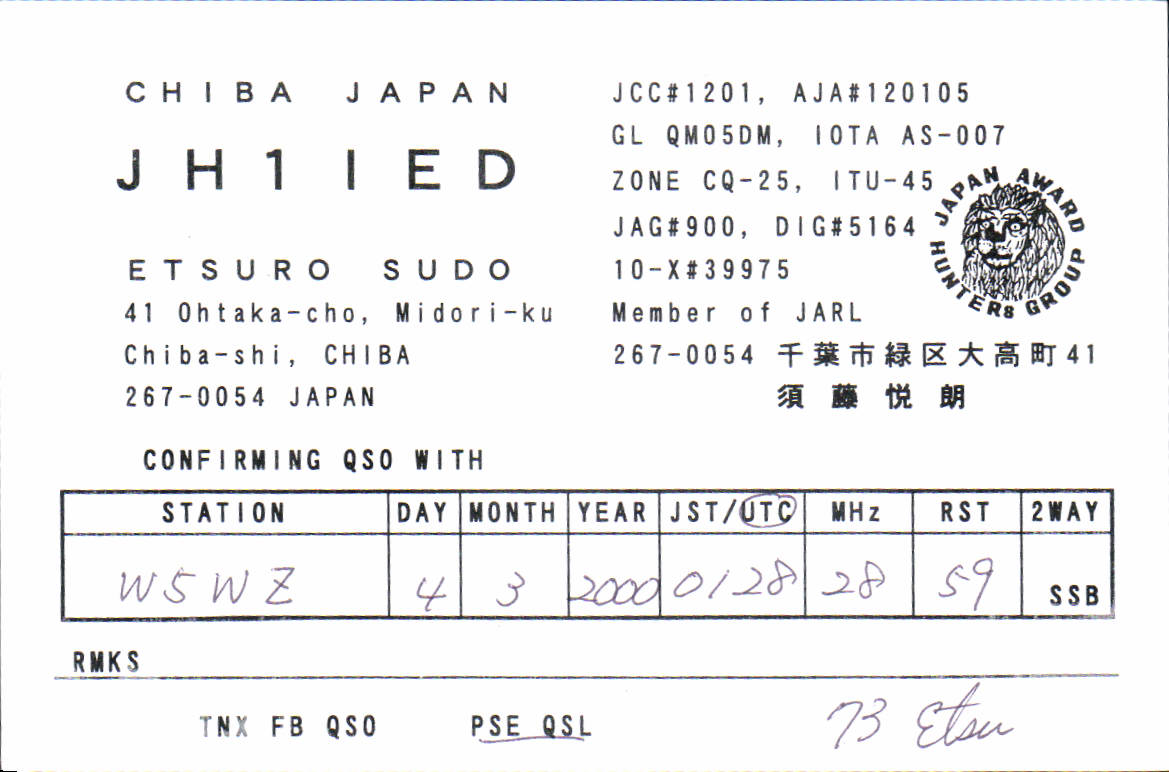 CHIBA JAPAN
JH1IED
ETSURO SUDO
41 Ohtaka-cho, Midori-ku
Chiba-shi, CHIBA
267-0054 JAPAN
JCC#1201, AJA#120105
GL QM05DM, IOTA AS-007
ZONE CQ-25, ITU-45
JAG#900, DIG#5164
10-X#39975
Member of JARL
267-0054 千葉市緑区大高町41
須藤悦朗
JAPAN AWARD
HUNTERS GROUP
CONFIRMING QSO WITH
STATION DAY MONTH YEAR JST/UTC MHz RST 2WAY
W5WZ 4 3 2000 0128 28 59 SSB
RMKS
TNX FB QSO PSE QSL 73 Etsu